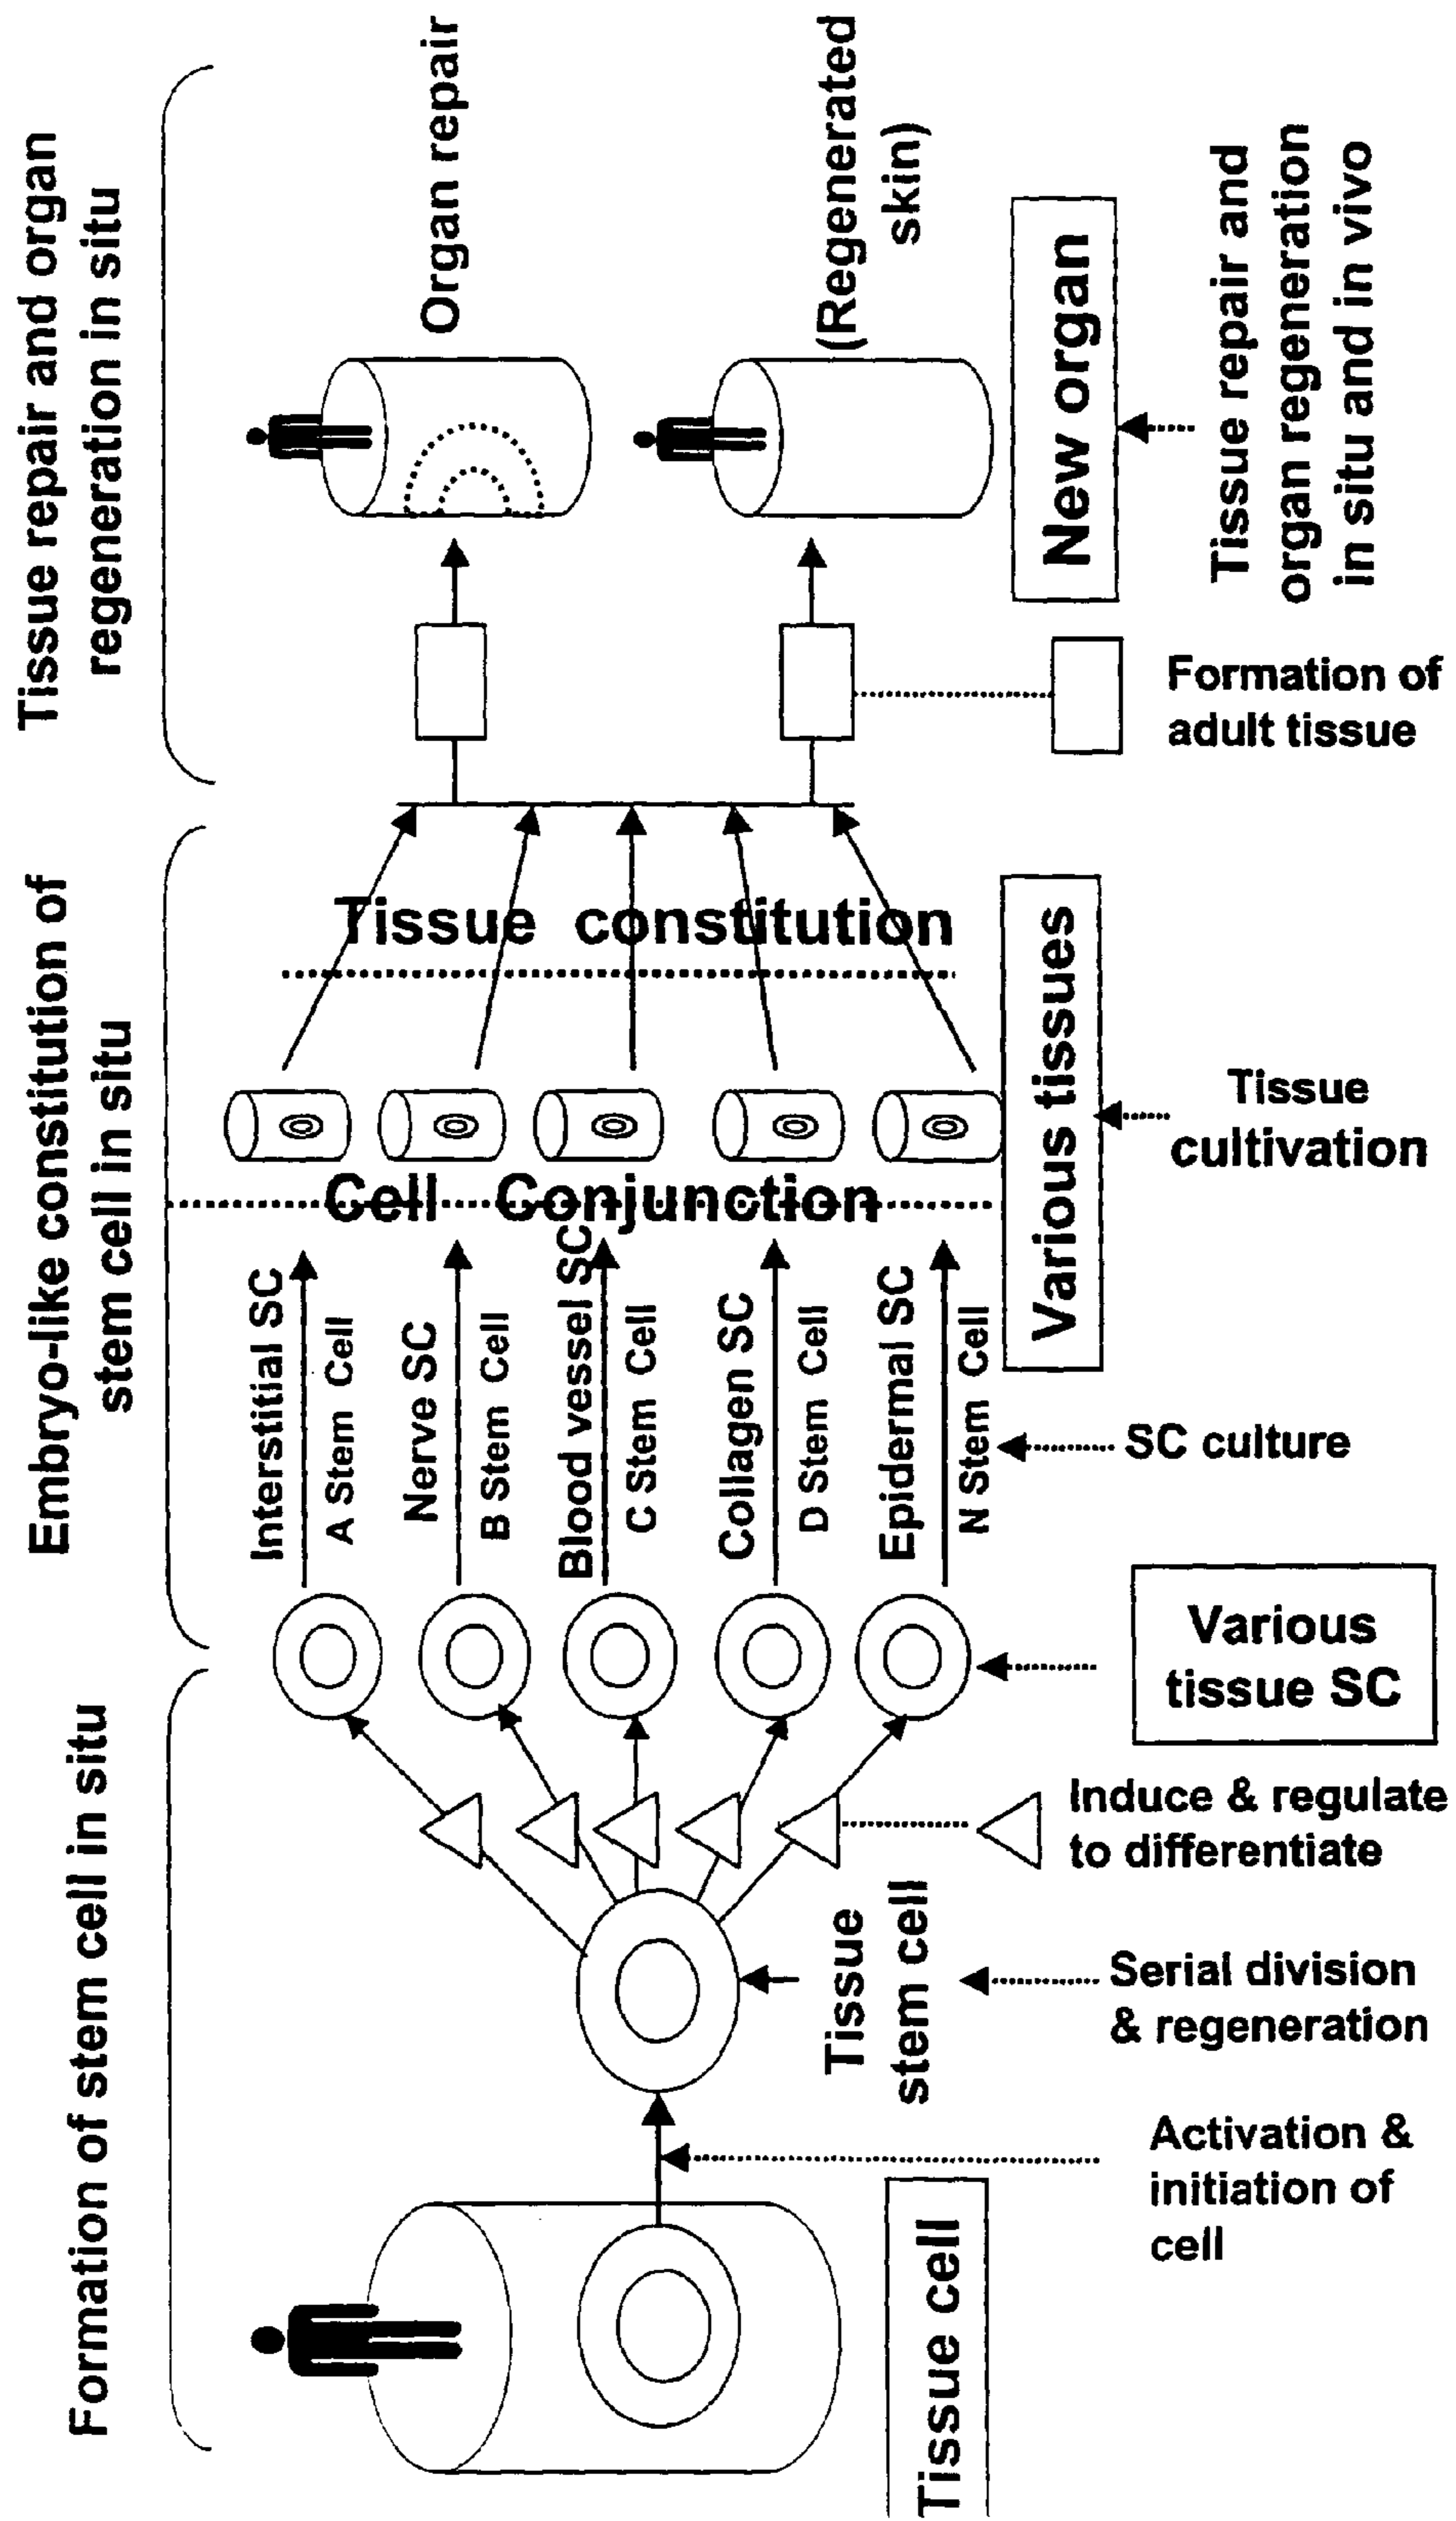 Tissue repair and organ
regeneration in situ
Embryo-like constitution of
stem cell in situ
Formation of stem cell in situ
Organ repair
(Regenerated
skin)
New organ
Tissue repair and
organ regeneration
in situ and in vivo
Formation of
adult tissue
Tissue constitution
Various tissues
Tissue
cultivation
Cell Conjunction
Interstitial SC
A Stem Cell
Nerve SC
B Stem Cell
Blood vessel SC
C Stem Cell
Collagen SC
D Stem Cell
Epidermal SC
N Stem Cell
SC culture
Various
tissue SC
Induce & regulate
to differentiate
Tissue
stem cell
Serial division
& regeneration
Activation &
initiation of
cell
Tissue cell